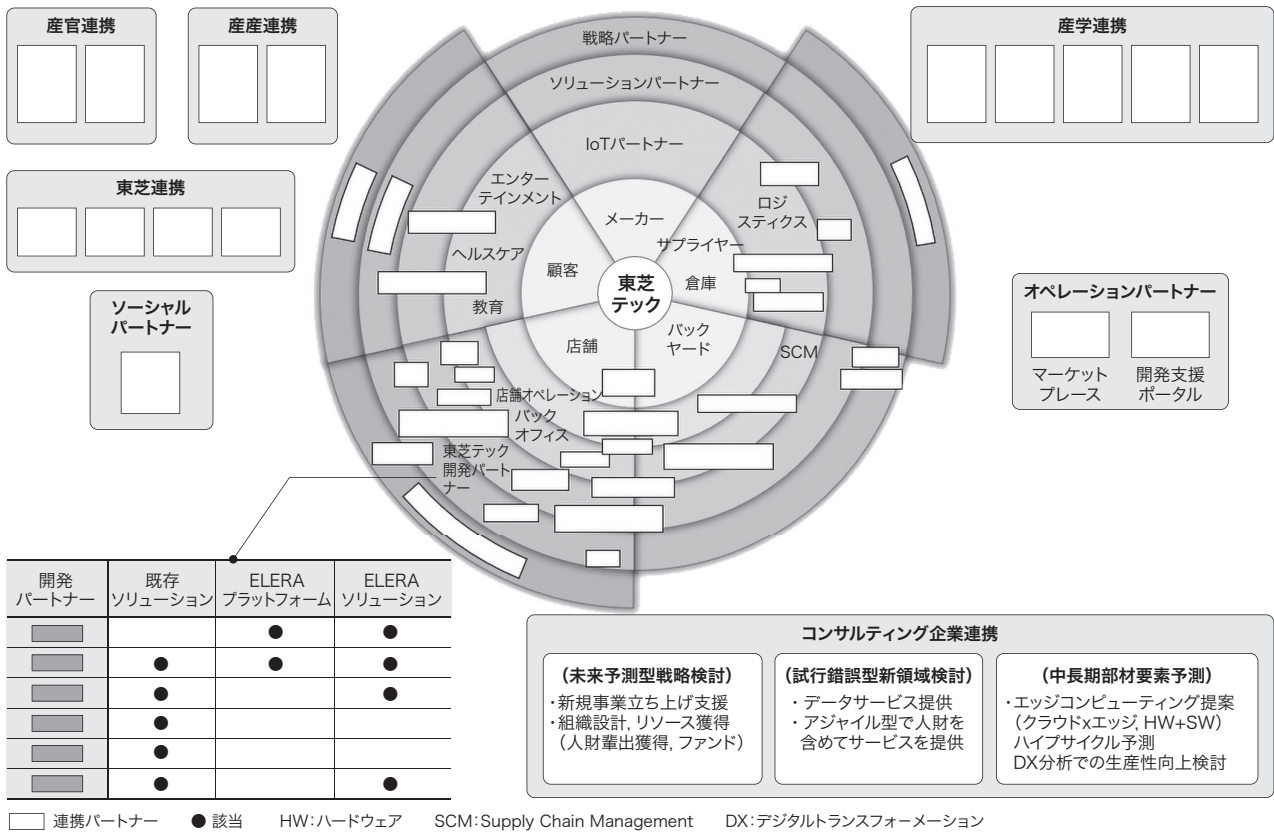 産官連携
産産連携
産学連携
東芝連携
ソーシャル
パートナー
オペレーションパートナー
マーケット
プレース
開発支援
ポータル
戦略パートナー
ソリューションパートナー
IoTパートナー
エンター
テインメント
ヘルスケア
教育
メーカー
サプライヤー
ロジ
スティクス
顧客
東芝
テック
倉庫
店舗
バック
ヤード
SCM
店舗オペレーション
バック
オフィス
東芝テック
開発パート
ナー
開発
パートナー
既存
ソリューション
ELERA
プラットフォーム
ELERA
ソリューション
● ●
● ● ●
● ●
●
●
● ●
コンサルティング企業連携
(未来予測型戦略検討)
・新規事業立ち上げ支援
・組織設計, リソース獲得
(人財輩出獲得, ファンド)
(試行錯誤型新領域検討)
・データサービス提供
・アジャイル型で人財を
含めてサービスを提供
(中長期部材要素予測)
・エッジコンピューティング提案
(クラウドxエッジ, HW+SW)
ハイプサイクル予測
DX分析での生産性向上検討
連携パートナー ● 該当 HW:ハードウェア SCM:Supply Chain Management DX:デジタルトランスフォーメーション